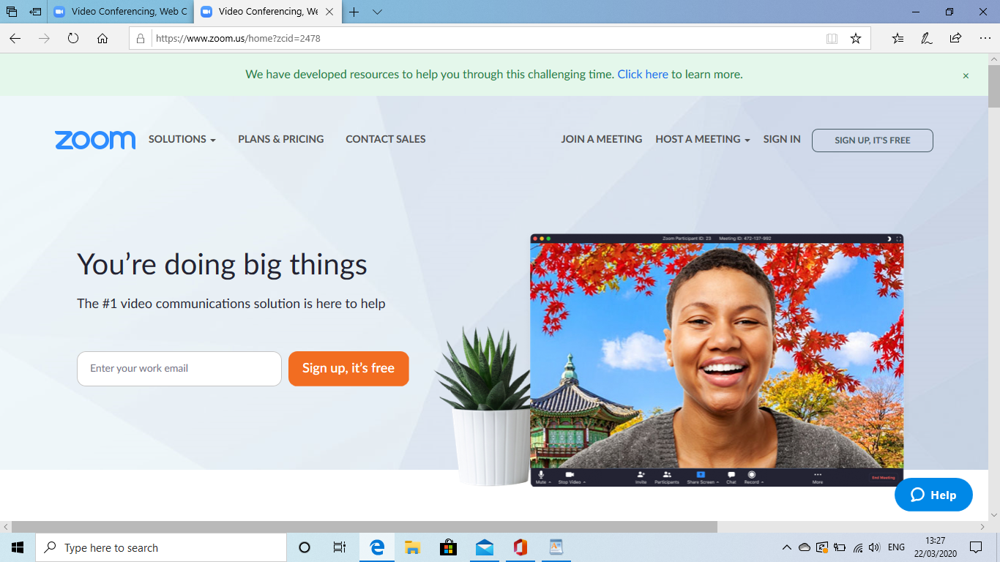 Video Conferencing, Web C
Video Conferencing, We
https://www.zoom.us/home?zcid=2478
We have developed resources to help you through this challenging time. Click here to learn more.
×
zoom
SOLUTIONS
PLANS & PRICING
CONTACT SALES
JOIN A MEETING
HOST A MEETING
SIGN IN
SIGN UP, IT'S FREE
You're doing big things
The #1 video communications solution is here to help
Enter your work email
Sign up, it's free
Zoom Participant ID: 23 Meeting ID: 472-137-992
Mute
Stop Video
Invite
Participants
Share Screen
Chat
Record
More
End Meeting
Help
Type here to search
ENG
13:27
22/03/2020